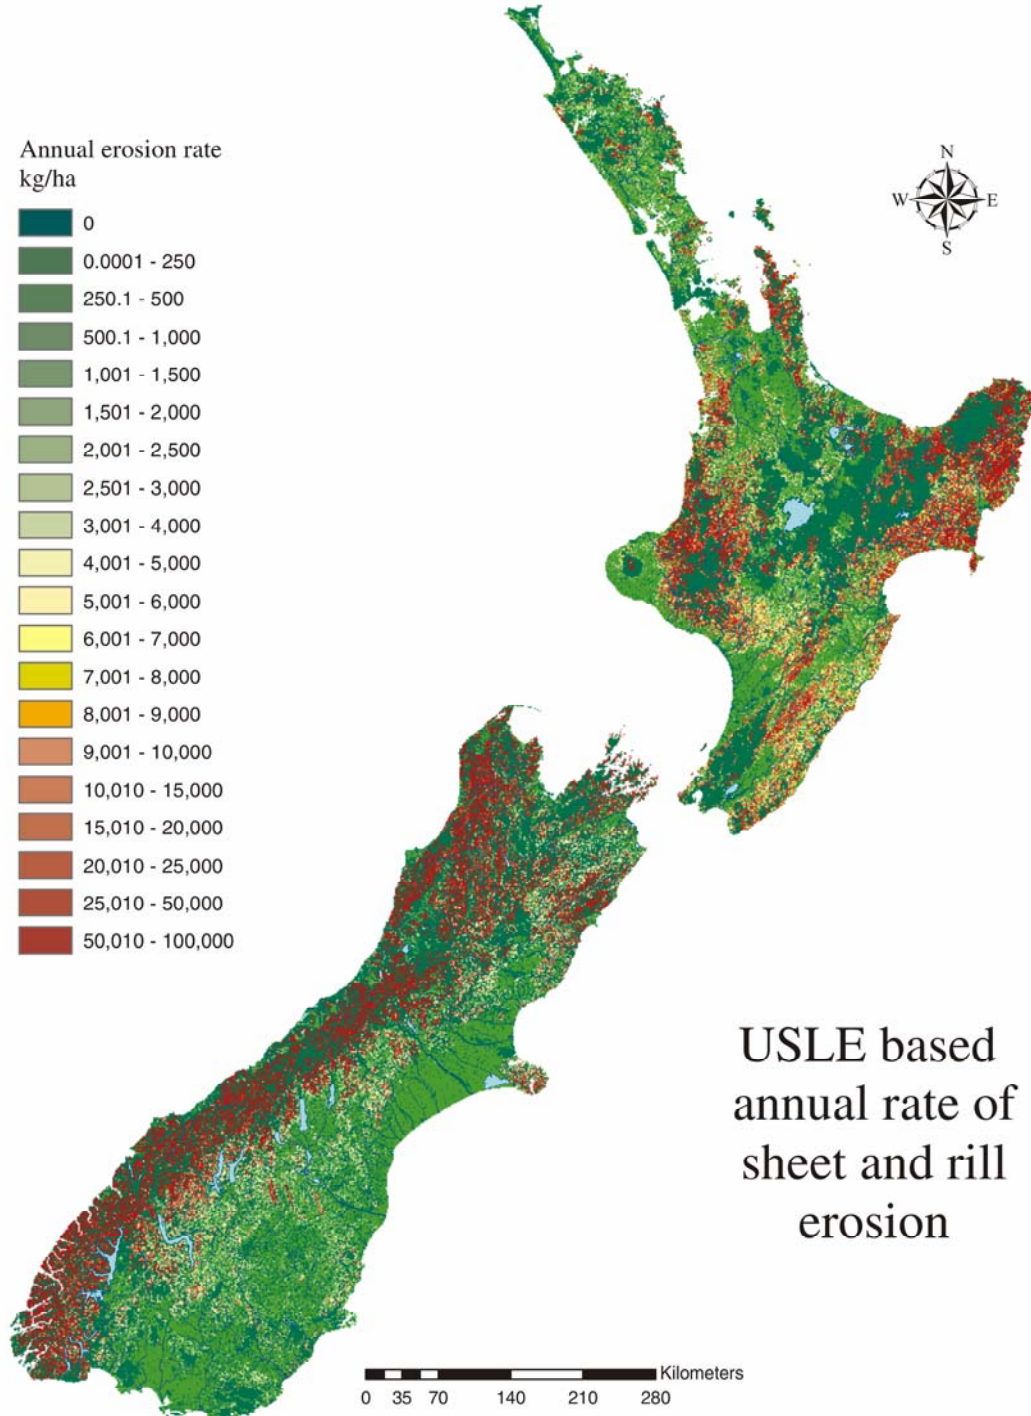 Annual erosion rate
kg/ha
0
0.0001 - 250
250.1 - 500
500.1 - 1,000
1,001 - 1,500
1,501 - 2,000
2,001 - 2,500
2,501 - 3,000
3,001 - 4,000
4,001 - 5,000
5,001 - 6,000
6,001 - 7,000
7,001 - 8,000
8,001 - 9,000
9,001 - 10,000
10,010 - 15,000
15,010 - 20,000
20,010 - 25,000
25,010 - 50,000
50,010 - 100,000
N
W E
S
USLE based
annual rate of
sheet and rill
erosion
Kilometers
0 35 70 140 210 280